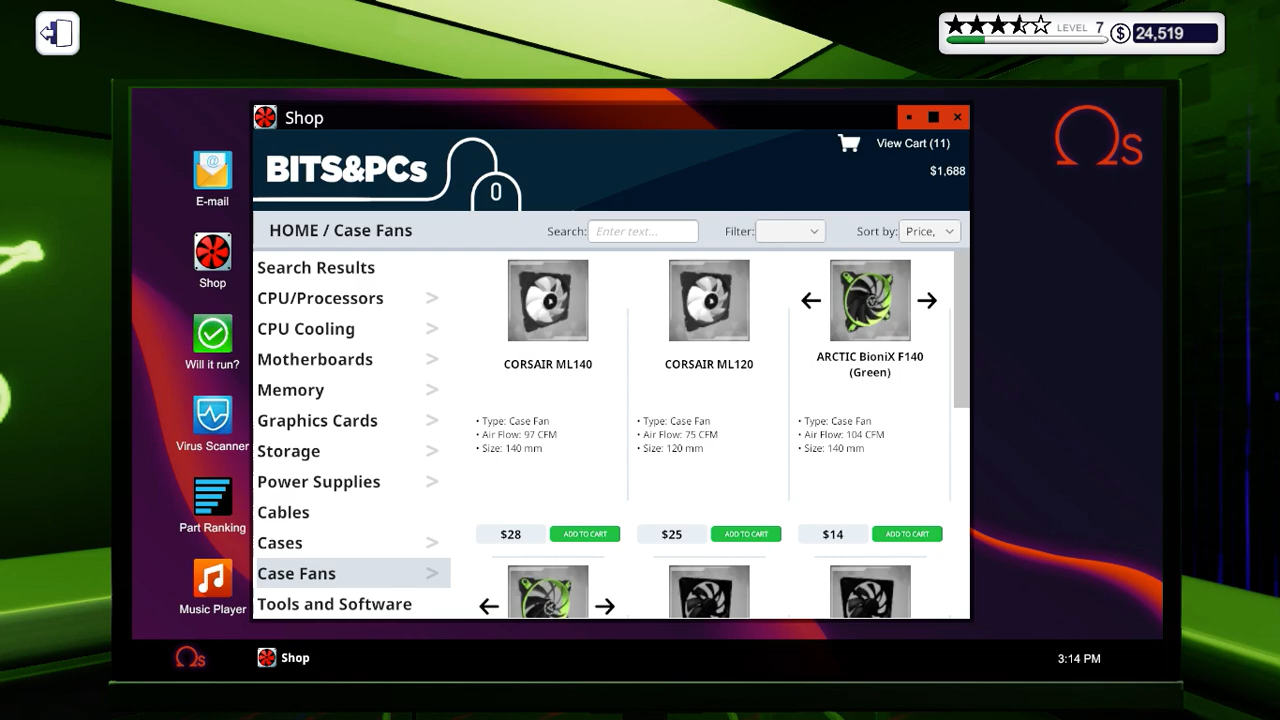 LEVEL 7
$ 24,519
Shop
BITS&PCs
View Cart (11)
$1,688
HOME / Case Fans
Search: Enter text...
Filter:
Sort by: Price,
E-mail
Shop
Will it run?
Virus Scanner
Part Ranking
Music Player
Search Results
CPU/Processors >
CPU Cooling >
Motherboards >
Memory >
Graphics Cards >
Storage >
Power Supplies >
Cables
Cases >
Case Fans >
Tools and Software
CORSAIR ML140
• Type: Case Fan
• Air Flow: 97 CFM
• Size: 140 mm
$28
ADD TO CART
CORSAIR ML120
• Type: Case Fan
• Air Flow: 75 CFM
• Size: 120 mm
$25
ADD TO CART
ARCTIC BioniX F140
(Green)
• Type: Case Fan
• Air Flow: 104 CFM
• Size: 140 mm
$14
ADD TO CART
Ωs
Ωs
Shop
3:14 PM